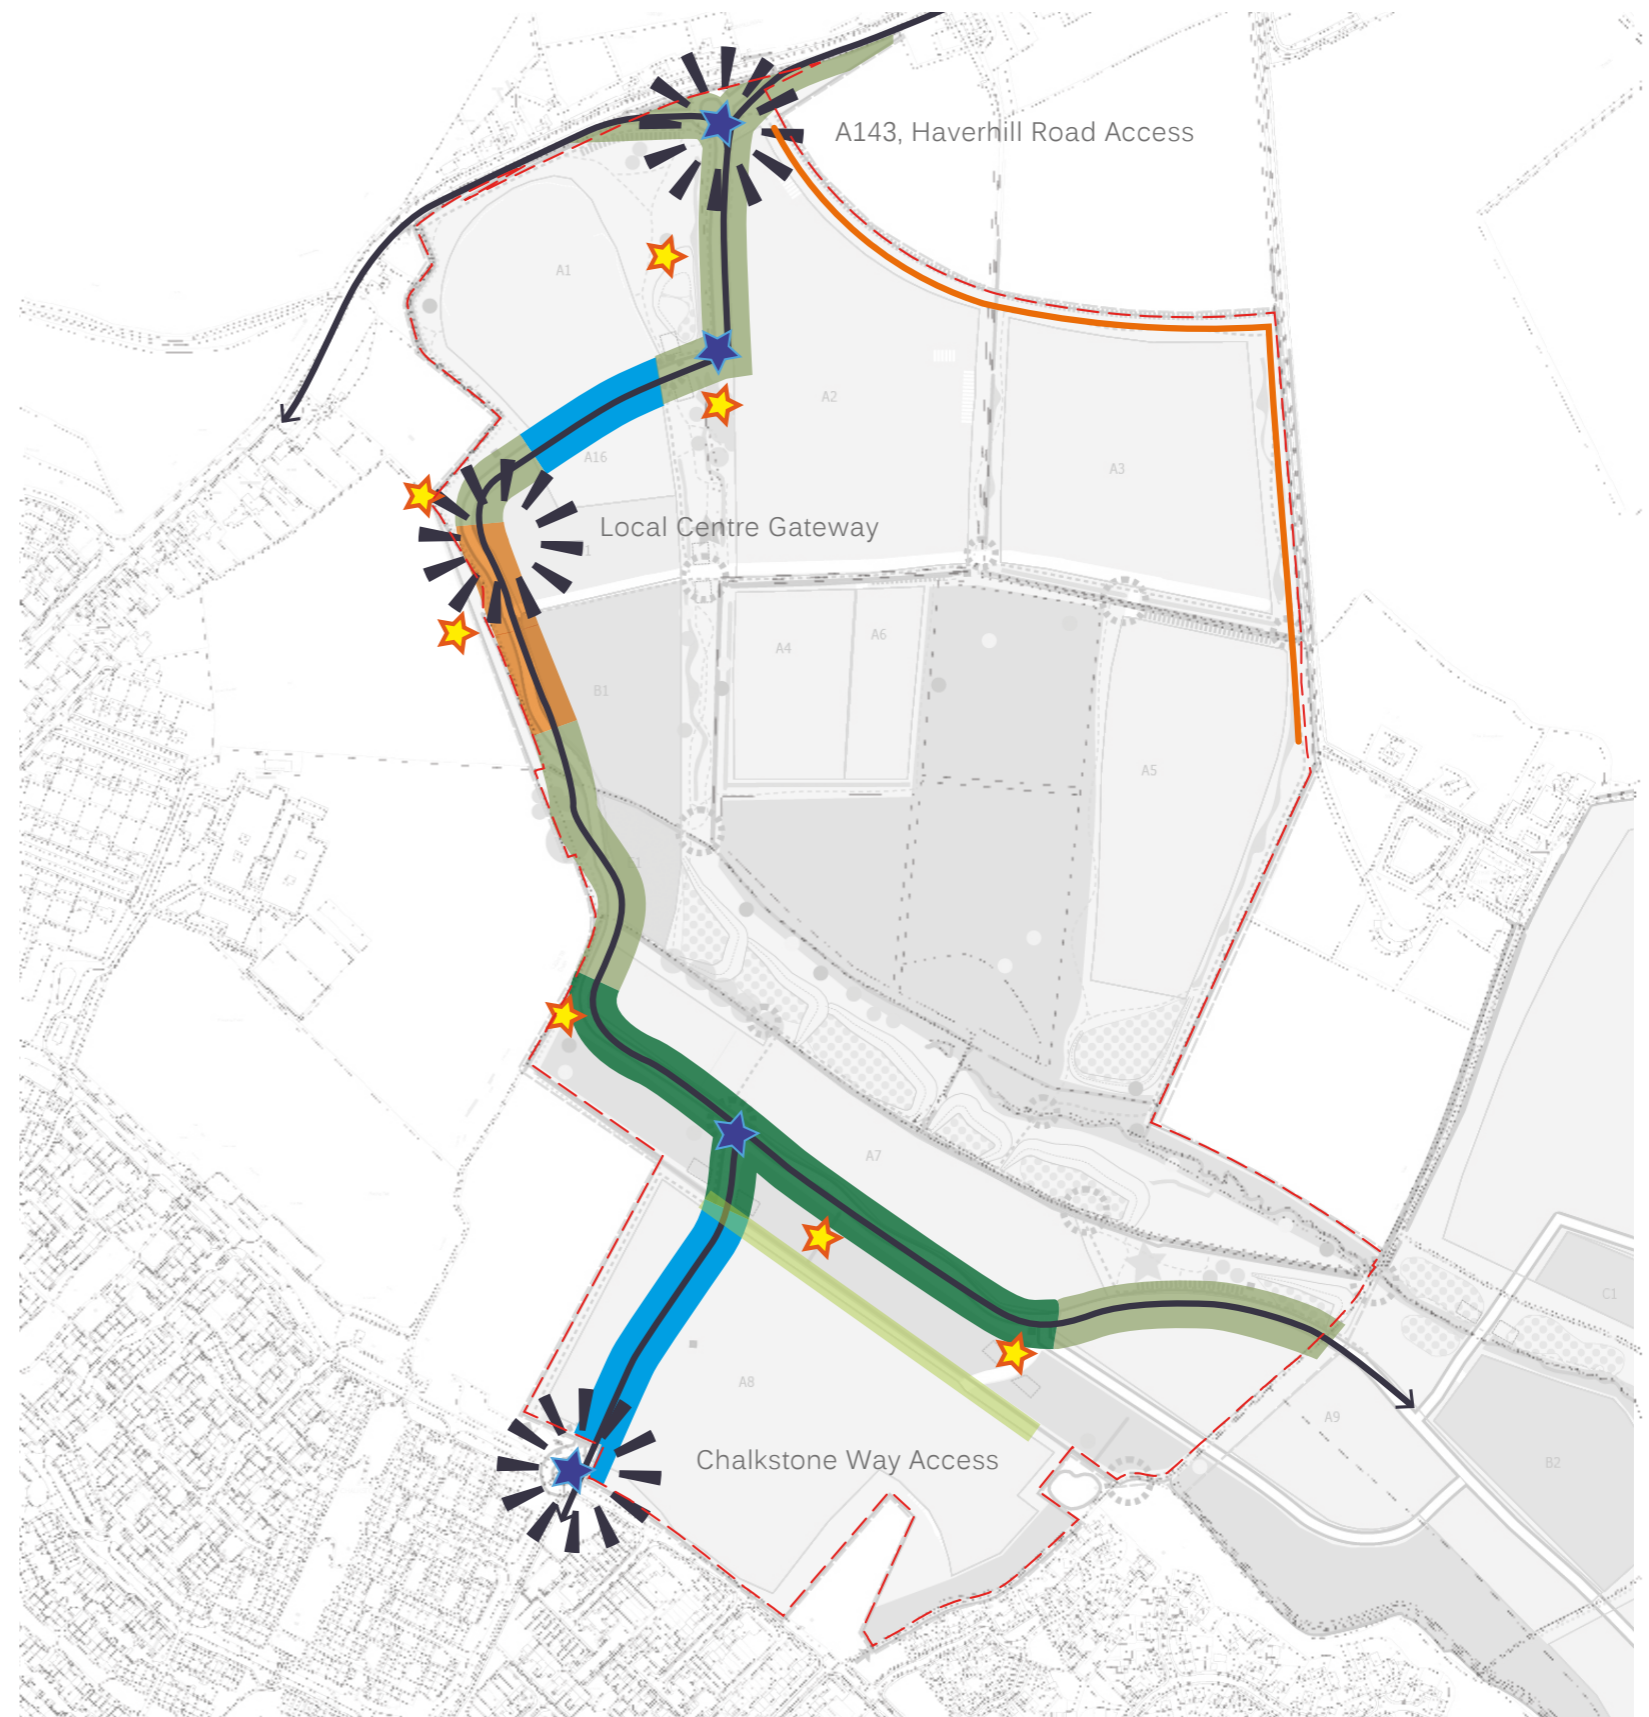 A143, Haverhill Road Access
A1
A2
A3
A16
Local Centre Gateway
A4
A6
B1
A5
A7
C1
A8
A9
B2
Chalkstone Way Access